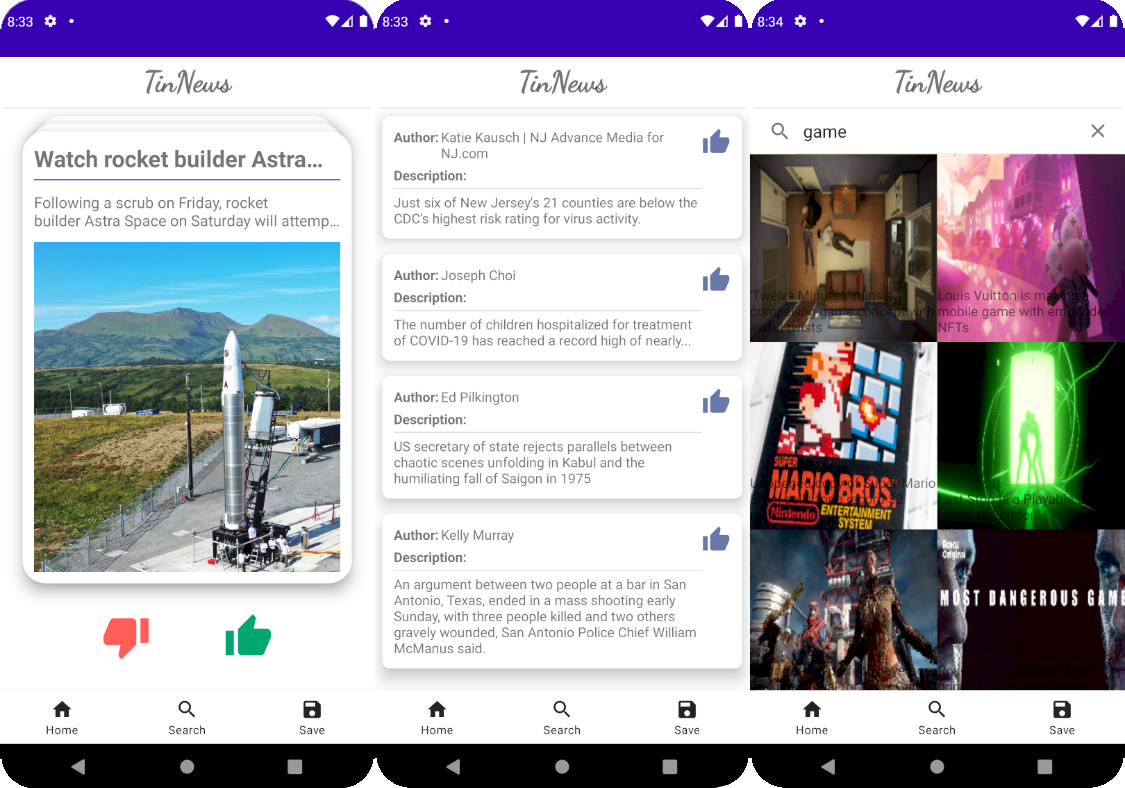 8:33
TinNews
Watch rocket builder Astra...
Following a scrub on Friday, rocket
builder Astra Space on Saturday will attemp...
Home Search Save
8:33
TinNews
Author: Katie Kausch | NJ Advance Media for
NJ.com
Description:
Just six of New Jersey's 21 counties are below the
CDC's highest risk rating for virus activity.
Author: Joseph Choi
Description:
The number of children hospitalized for treatment
of COVID-19 has reached a record high of nearly...
Author: Ed Pilkington
Description:
US secretary of state rejects parallels between
chaotic scenes unfolding in Kabul and the
humiliating fall of Saigon in 1975
Author: Kelly Murray
Description:
An argument between two people at a bar in San
Antonio, Texas, ended in a mass shooting early
Sunday, with three people killed and two others
gravely wounded, San Antonio Police Chief William
McManus said.
Home Search Save
8:34
TinNews
game
'Twelve Minutes' ruins a
compelling game concept with
awful twists
Louis Vuitton is making a
mobile game with embedded
NFTs
Mario
SUPER
MARIO BROS.
Nintendo ENTERTAINMENT
SYSTEM
is a Playable
Roku
Original
MOST DANGEROUS GAME
Home Search Save